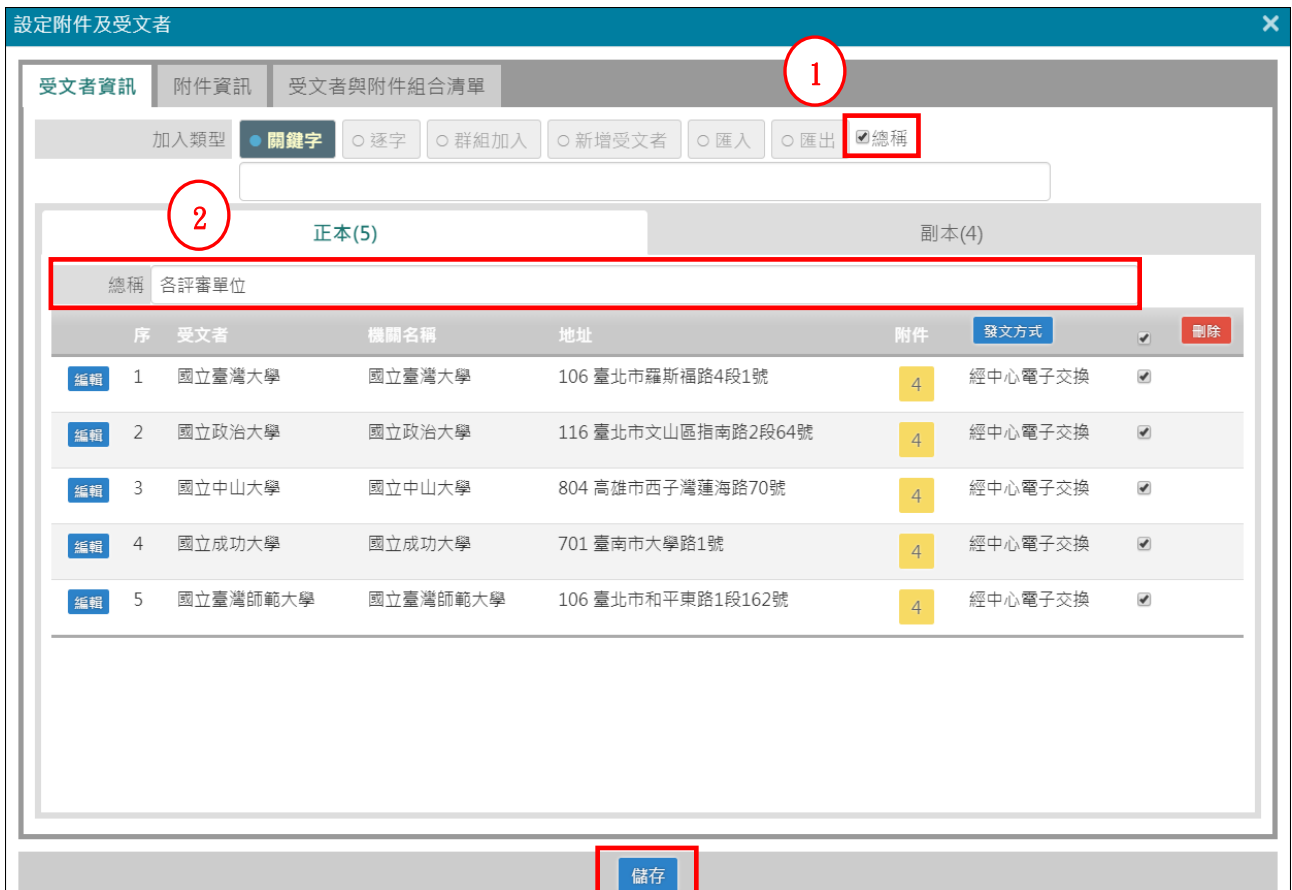 設定附件及受文者
1
受文者資訊 附件資訊 受文者與附件組合清單
加入類型 關鍵字 逐字 群組加入 新增受文者 匯入 匯出 總稱
2
正本(5) 副本(4)
總稱 各評審單位
序 受文者 機關名稱 地址 附件 發文方式 刪除
編輯 1 國立臺灣大學 國立臺灣大學 106 臺北市羅斯福路4段1號 4 經中心電子交換
編輯 2 國立政治大學 國立政治大學 116 臺北市文山區指南路2段64號 4 經中心電子交換
編輯 3 國立中山大學 國立中山大學 804 高雄市西子灣蓮海路70號 4 經中心電子交換
編輯 4 國立成功大學 國立成功大學 701 臺南市大學路1號 4 經中心電子交換
編輯 5 國立臺灣師範大學 國立臺灣師範大學 106 臺北市和平東路1段162號 4 經中心電子交換
儲存